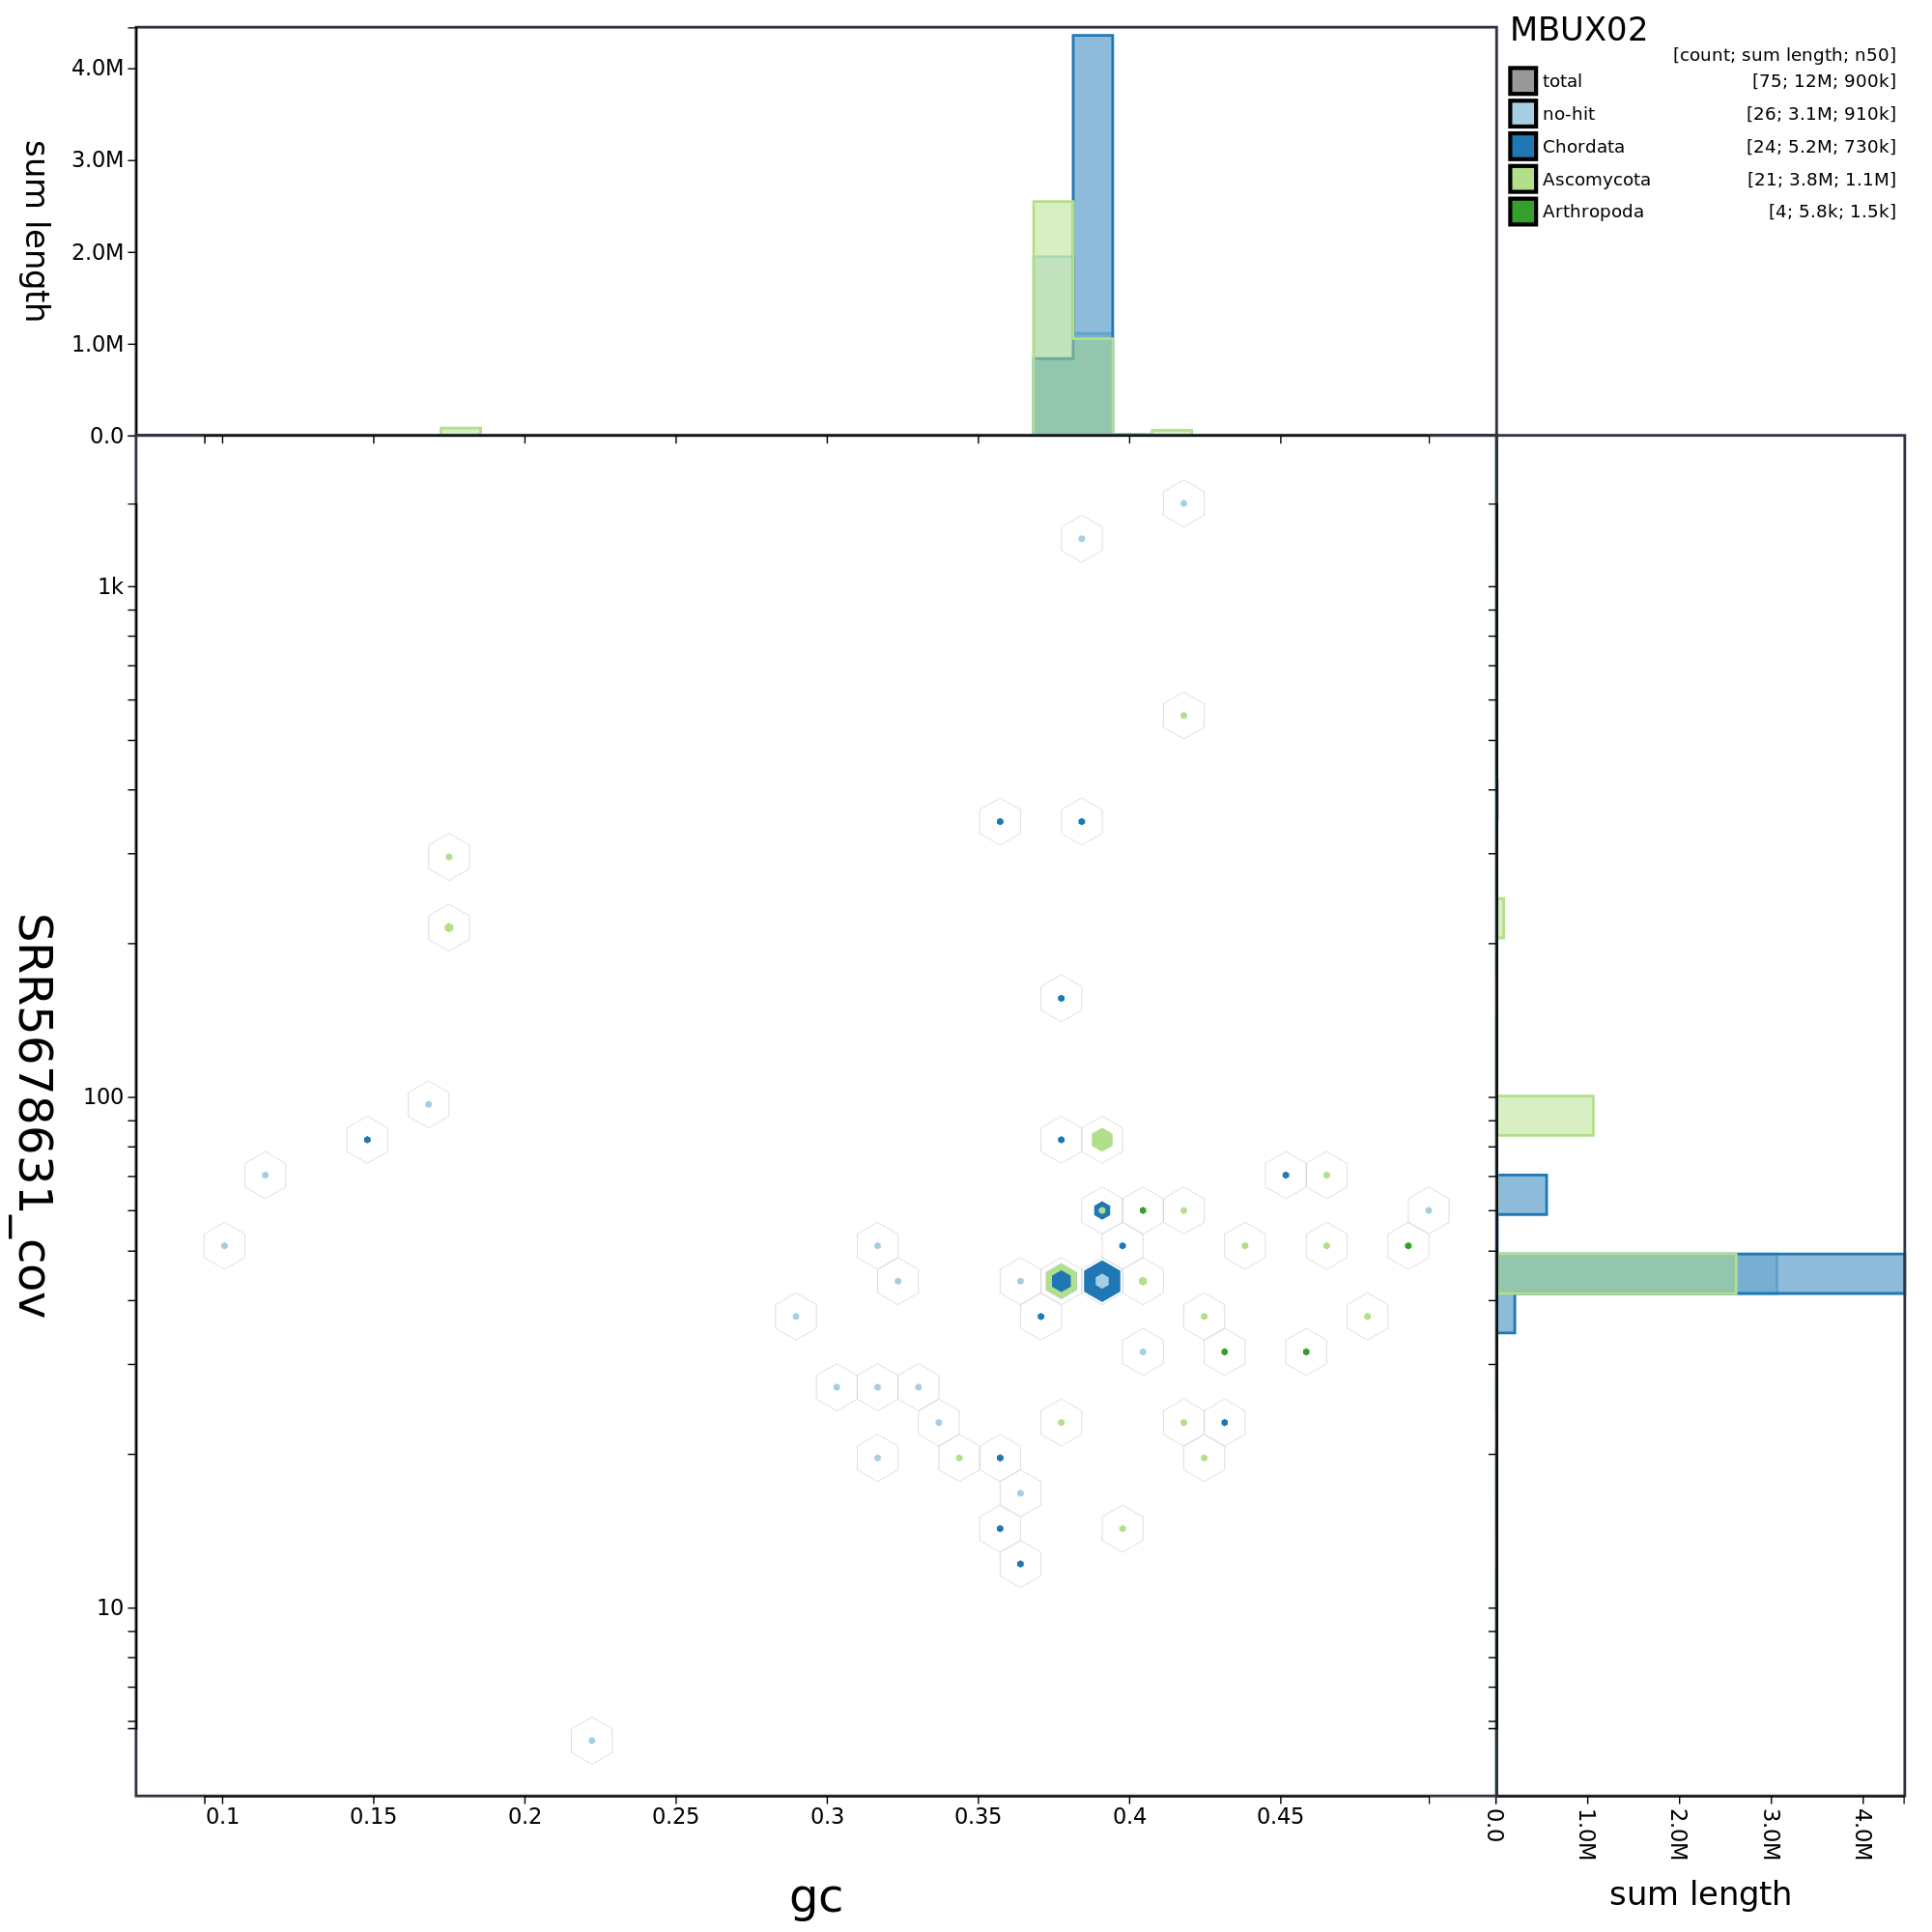 MBUX02
[count; sum length; n50]
total [75; 12M; 900k]
no-hit [26; 3.1M; 910k]
Chordata [24; 5.2M; 730k]
Ascomycota [21; 3.8M; 1.1M]
Arthropoda [4; 5.8k; 1.5k]
4.0M
3.0M
2.0M
1.0M
0.0
sum length
1k
100
10
SRR5678631_cov
0.1 0.15 0.2 0.25 0.3 0.35 0.4 0.45
gc
0.0 1.0M 2.0M 3.0M 4.0M
sum length